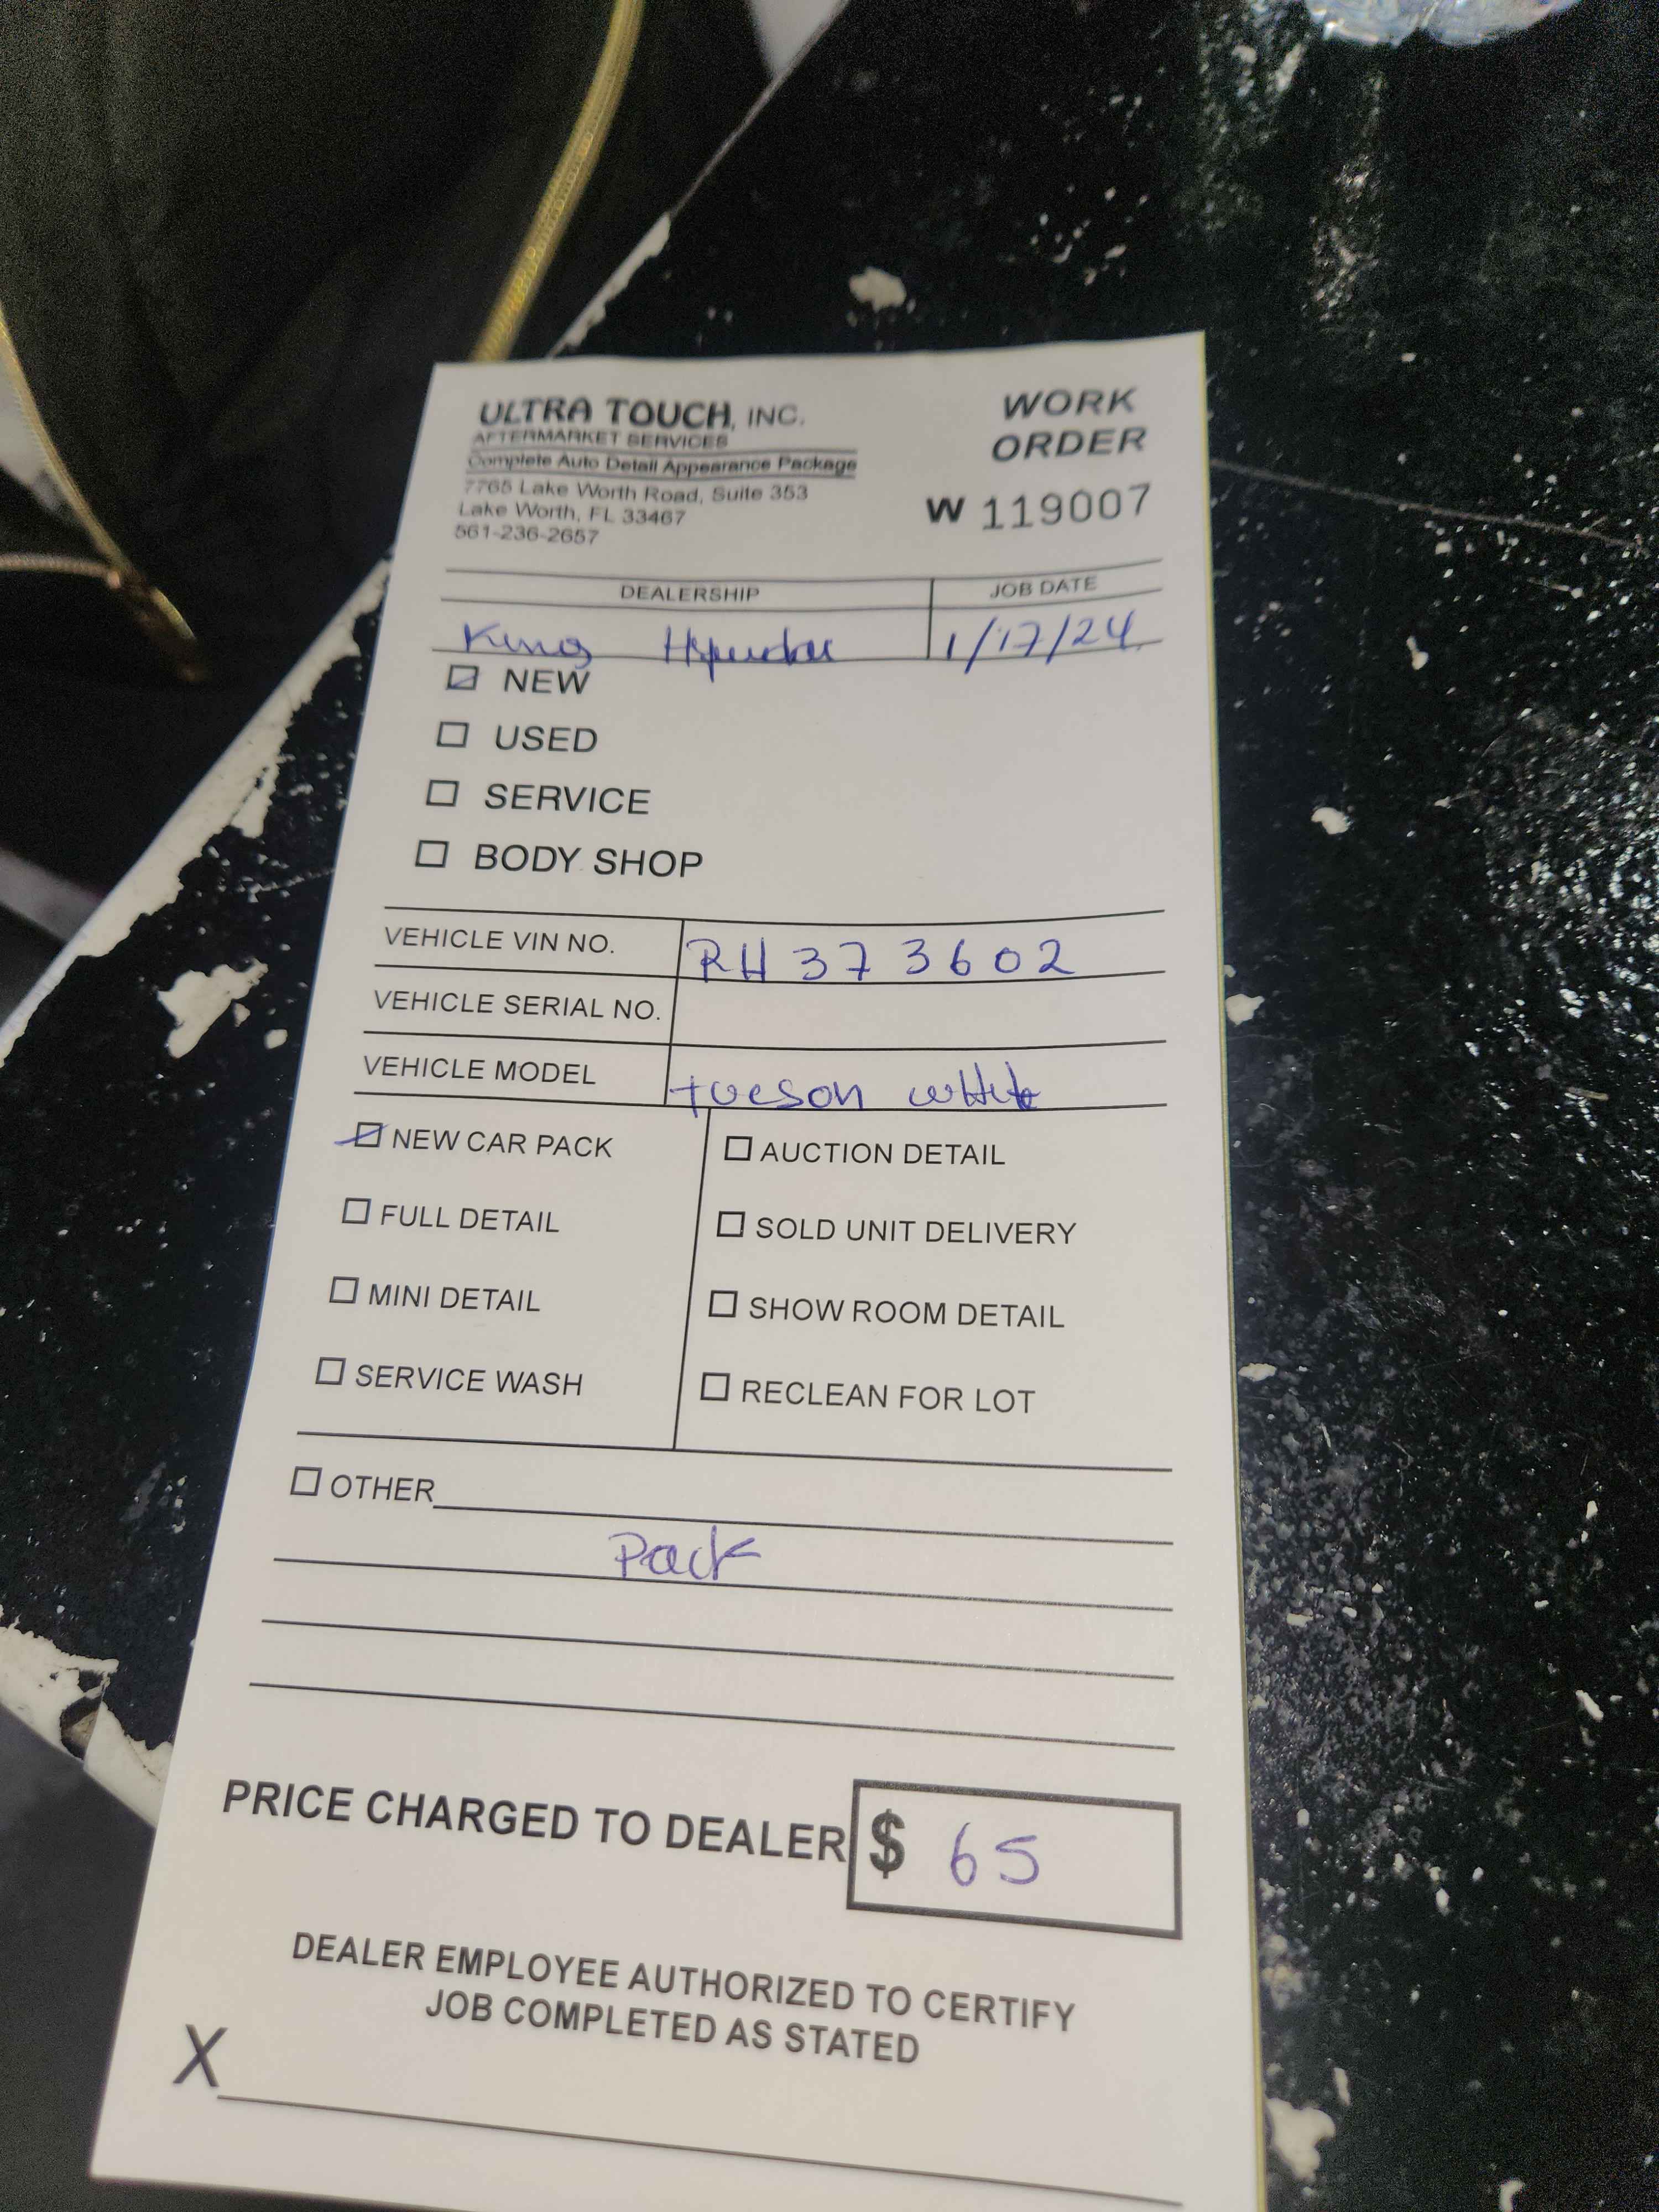 ULTRA TOUCH, INC.
AFTERMARKET SERVICES
Complete Auto Detail Appearance Package
7765 Lake Worth Road, Suite 353
Lake Worth, FL 33467
561-236-2657
WORK
ORDER
W 119007
DEALERSHIP JOB DATE
King 1/17/24
NEW
USED
SERVICE
BODY SHOP
VEHICLE VIN NO. RH373602
VEHICLE SERIAL NO.
VEHICLE MODEL tucson white
NEW CAR PACK
FULL DETAIL
MINI DETAIL
SERVICE WASH
AUCTION DETAIL
SOLD UNIT DELIVERY
SHOW ROOM DETAIL
RECLEAN FOR LOT
OTHER
Pack
PRICE CHARGED TO DEALER $ 65
DEALER EMPLOYEE AUTHORIZED TO CERTIFY
JOB COMPLETED AS STATED
X